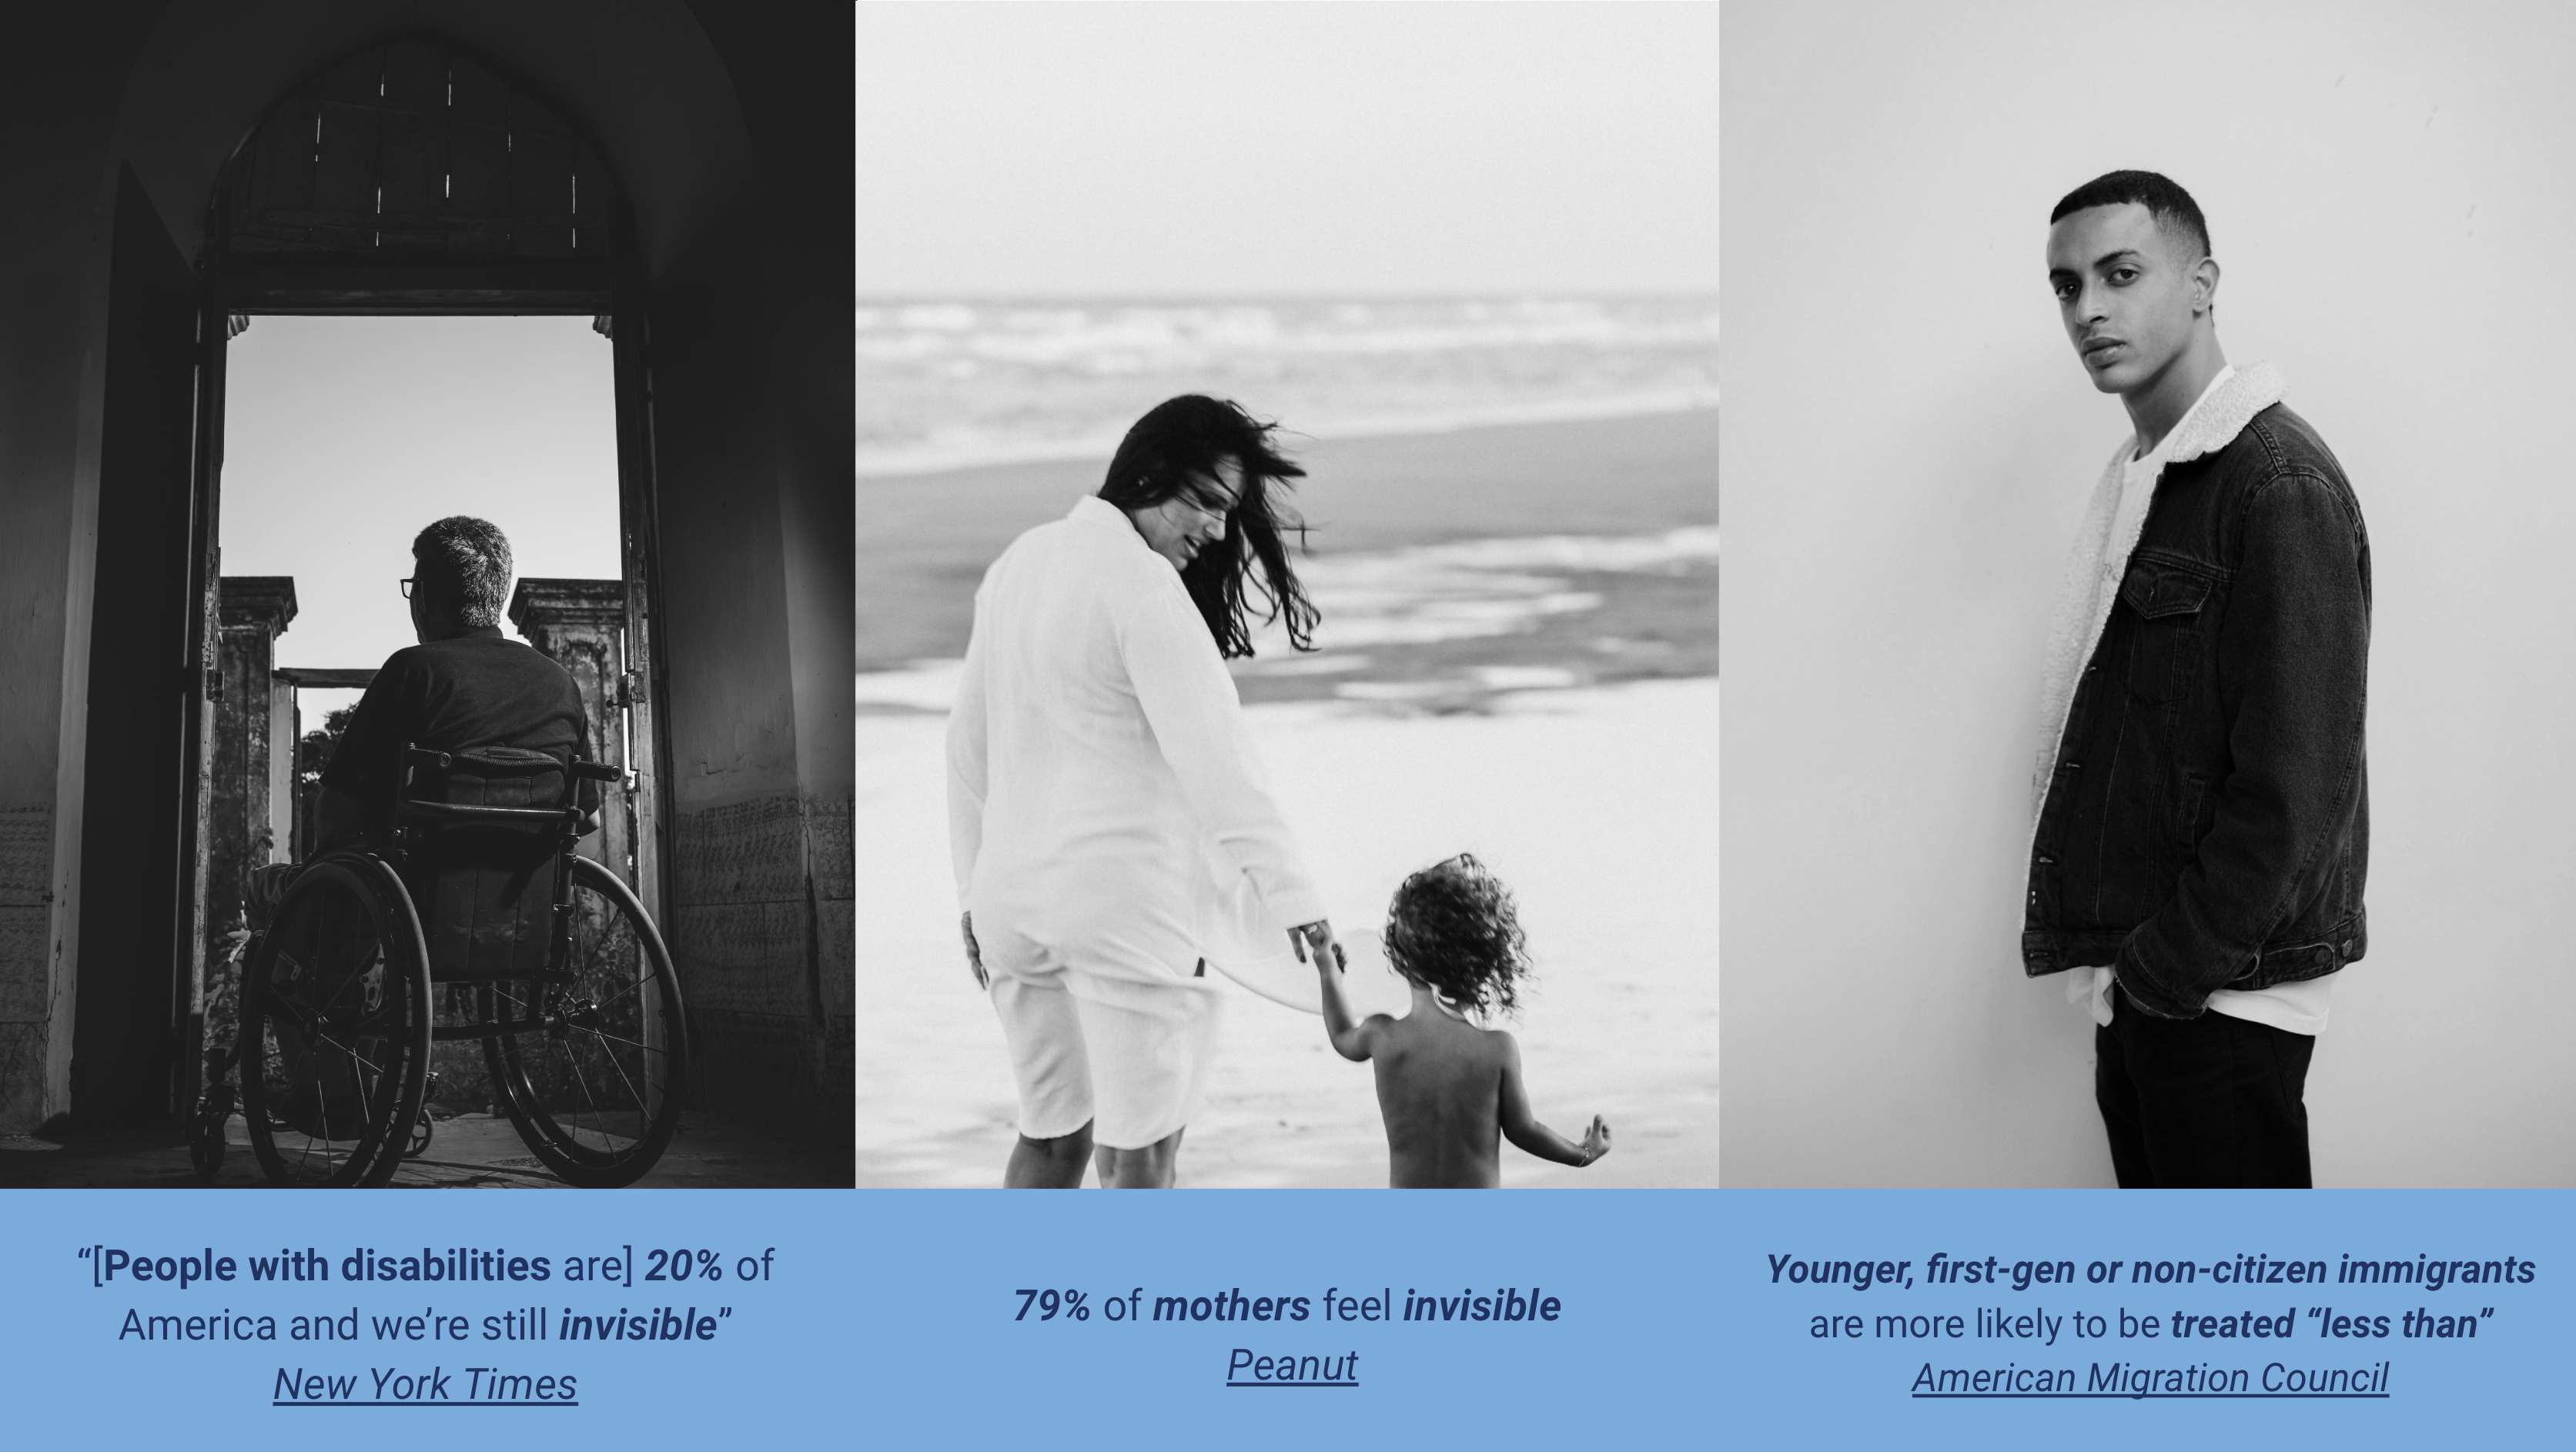 “[People with disabilities are] 20% of
America and we’re still invisible”
New York Times
79% of mothers feel invisible
Peanut
Younger, first-gen or non-citizen immigrants
are more likely to be treated “less than”
American Migration Council